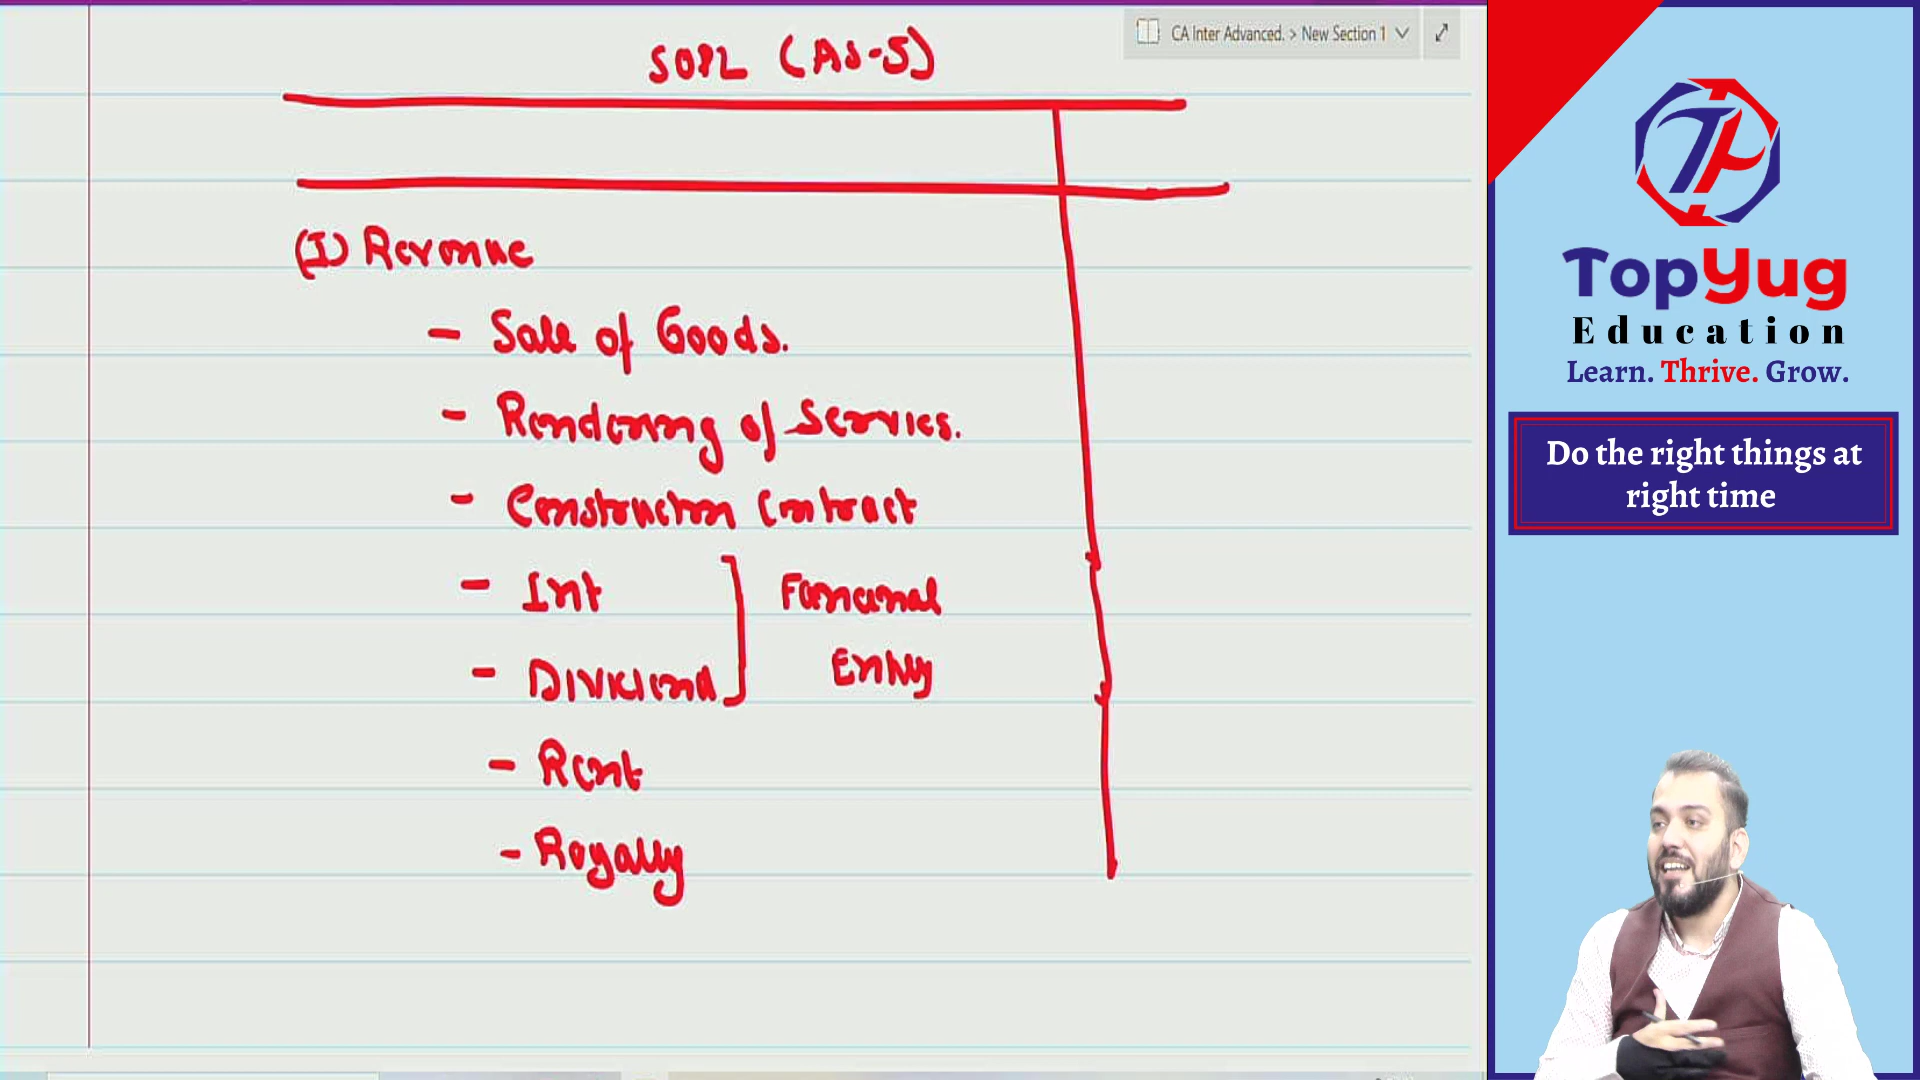 SOPL (AS-5)
CA Inter Advanced. > New Section 1
(I) Revenue
- Sale of Goods.
- Rendering of Services.
- Construction Contract
- Int
- Dividend
Financial
Entity
- Rent
- Royalty
TopYug
Education
Learn. Thrive. Grow.
Do the right things at
right time